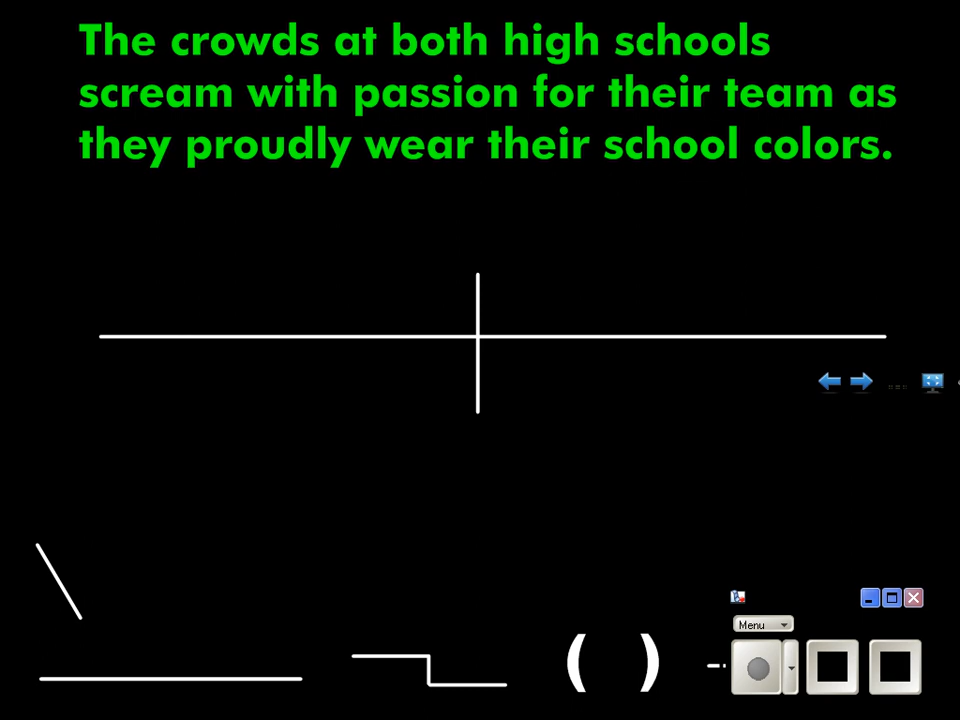 The crowds at both high schools
scream with passion for their team as
they proudly wear their school colors.
( )
Menu